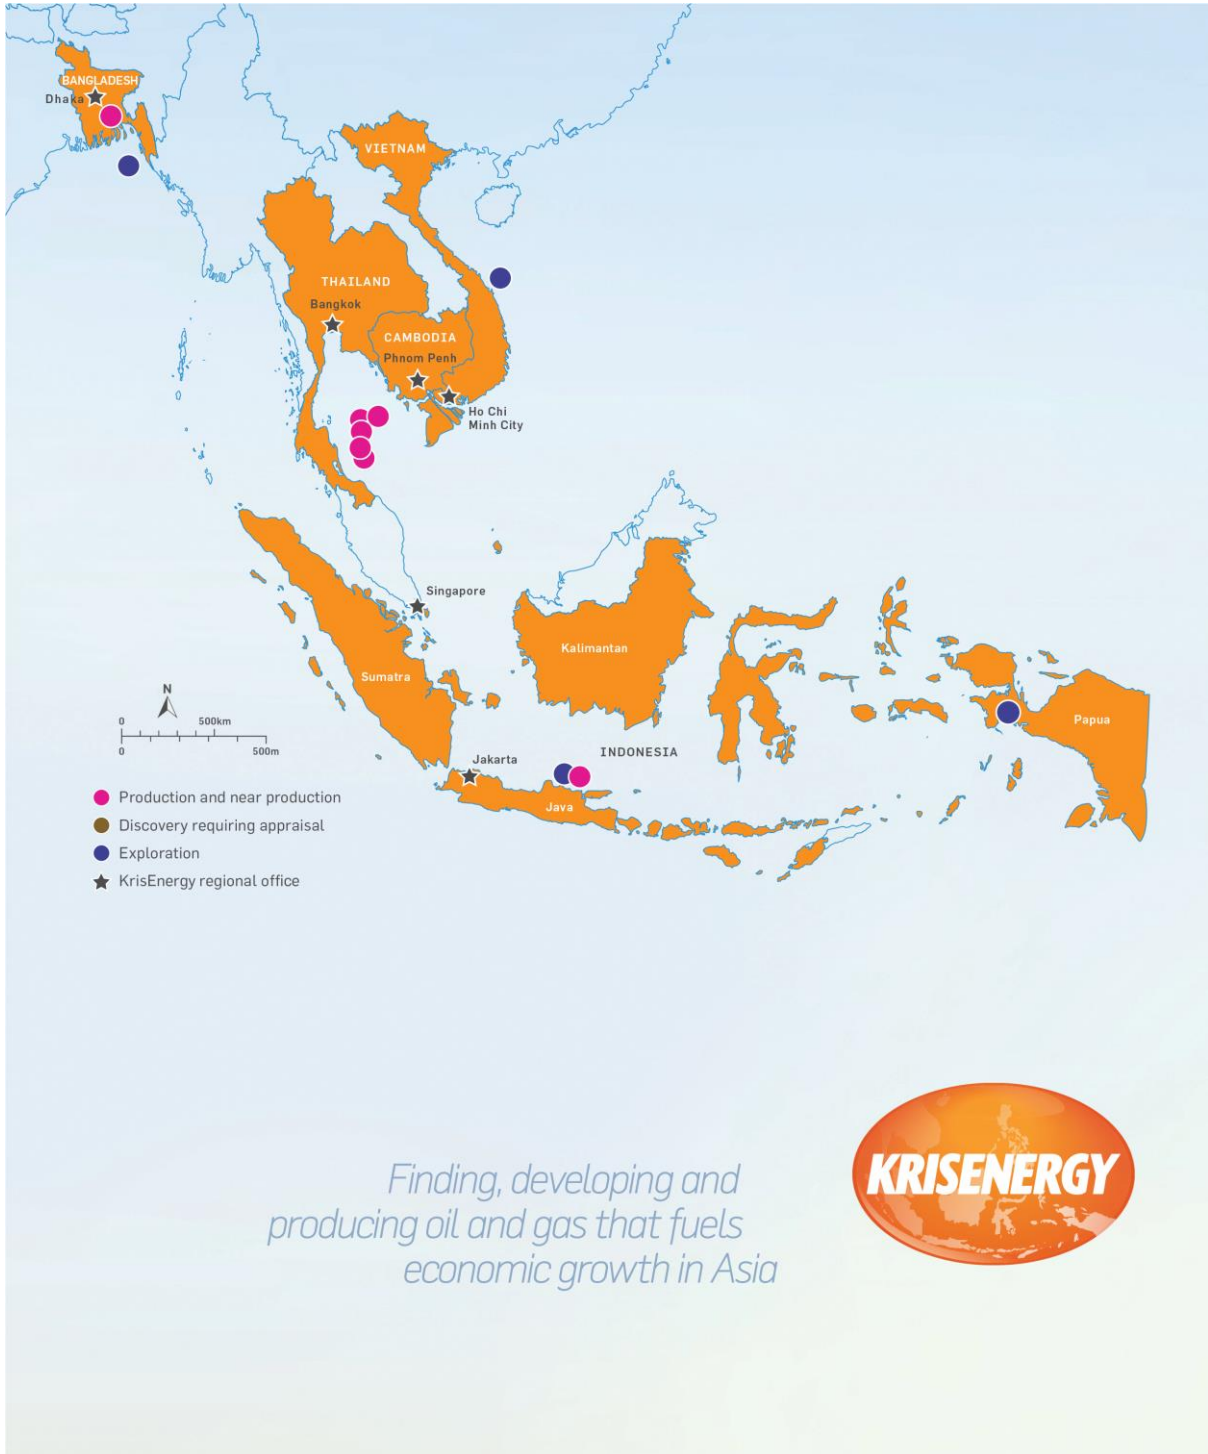 BANGLADESH
Dhaka
VIETNAM
THAILAND
Bangkok
CAMBODIA
Phnom Penh
Ho Chi
Minh City
Singapore
Kalimantan
Sumatra
Papua
N
0 500km
0 500m
INDONESIA
Jakarta
Java
Production and near production
Discovery requiring appraisal
Exploration
KrisEnergy regional office
KRISENERGY
Finding, developing and
producing oil and gas that fuels
economic growth in Asia